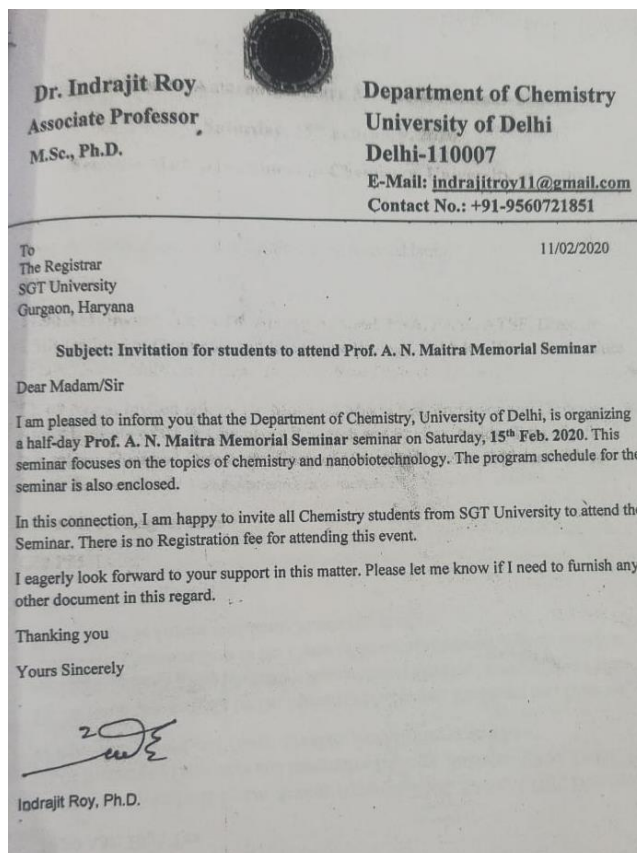 Dr. Indrajit Roy
Associate Professor
M.Sc., Ph.D.
Department of Chemistry
University of Delhi
Delhi-110007
E-Mail: indrajitroy11@gmail.com
Contact No.: +91-9560721851
To
The Registrar
SGT University
Gurgaon, Haryana
11/02/2020
Subject: Invitation for students to attend Prof. A. N. Maitra Memorial Seminar
Dear Madam/Sir
I am pleased to inform you that the Department of Chemistry, University of Delhi, is organizing
a half-day Prof. A. N. Maitra Memorial Seminar seminar on Saturday, 15th Feb. 2020. This
seminar focuses on the topics of chemistry and nanobiotechnology. The program schedule for the
seminar is also enclosed.
In this connection, I am happy to invite all Chemistry students from SGT University to attend the
Seminar. There is no Registration fee for attending this event.
I eagerly look forward to your support in this matter. Please let me know if I need to furnish any
other document in this regard.
Thanking you
Yours Sincerely
Indrajit Roy, Ph.D.